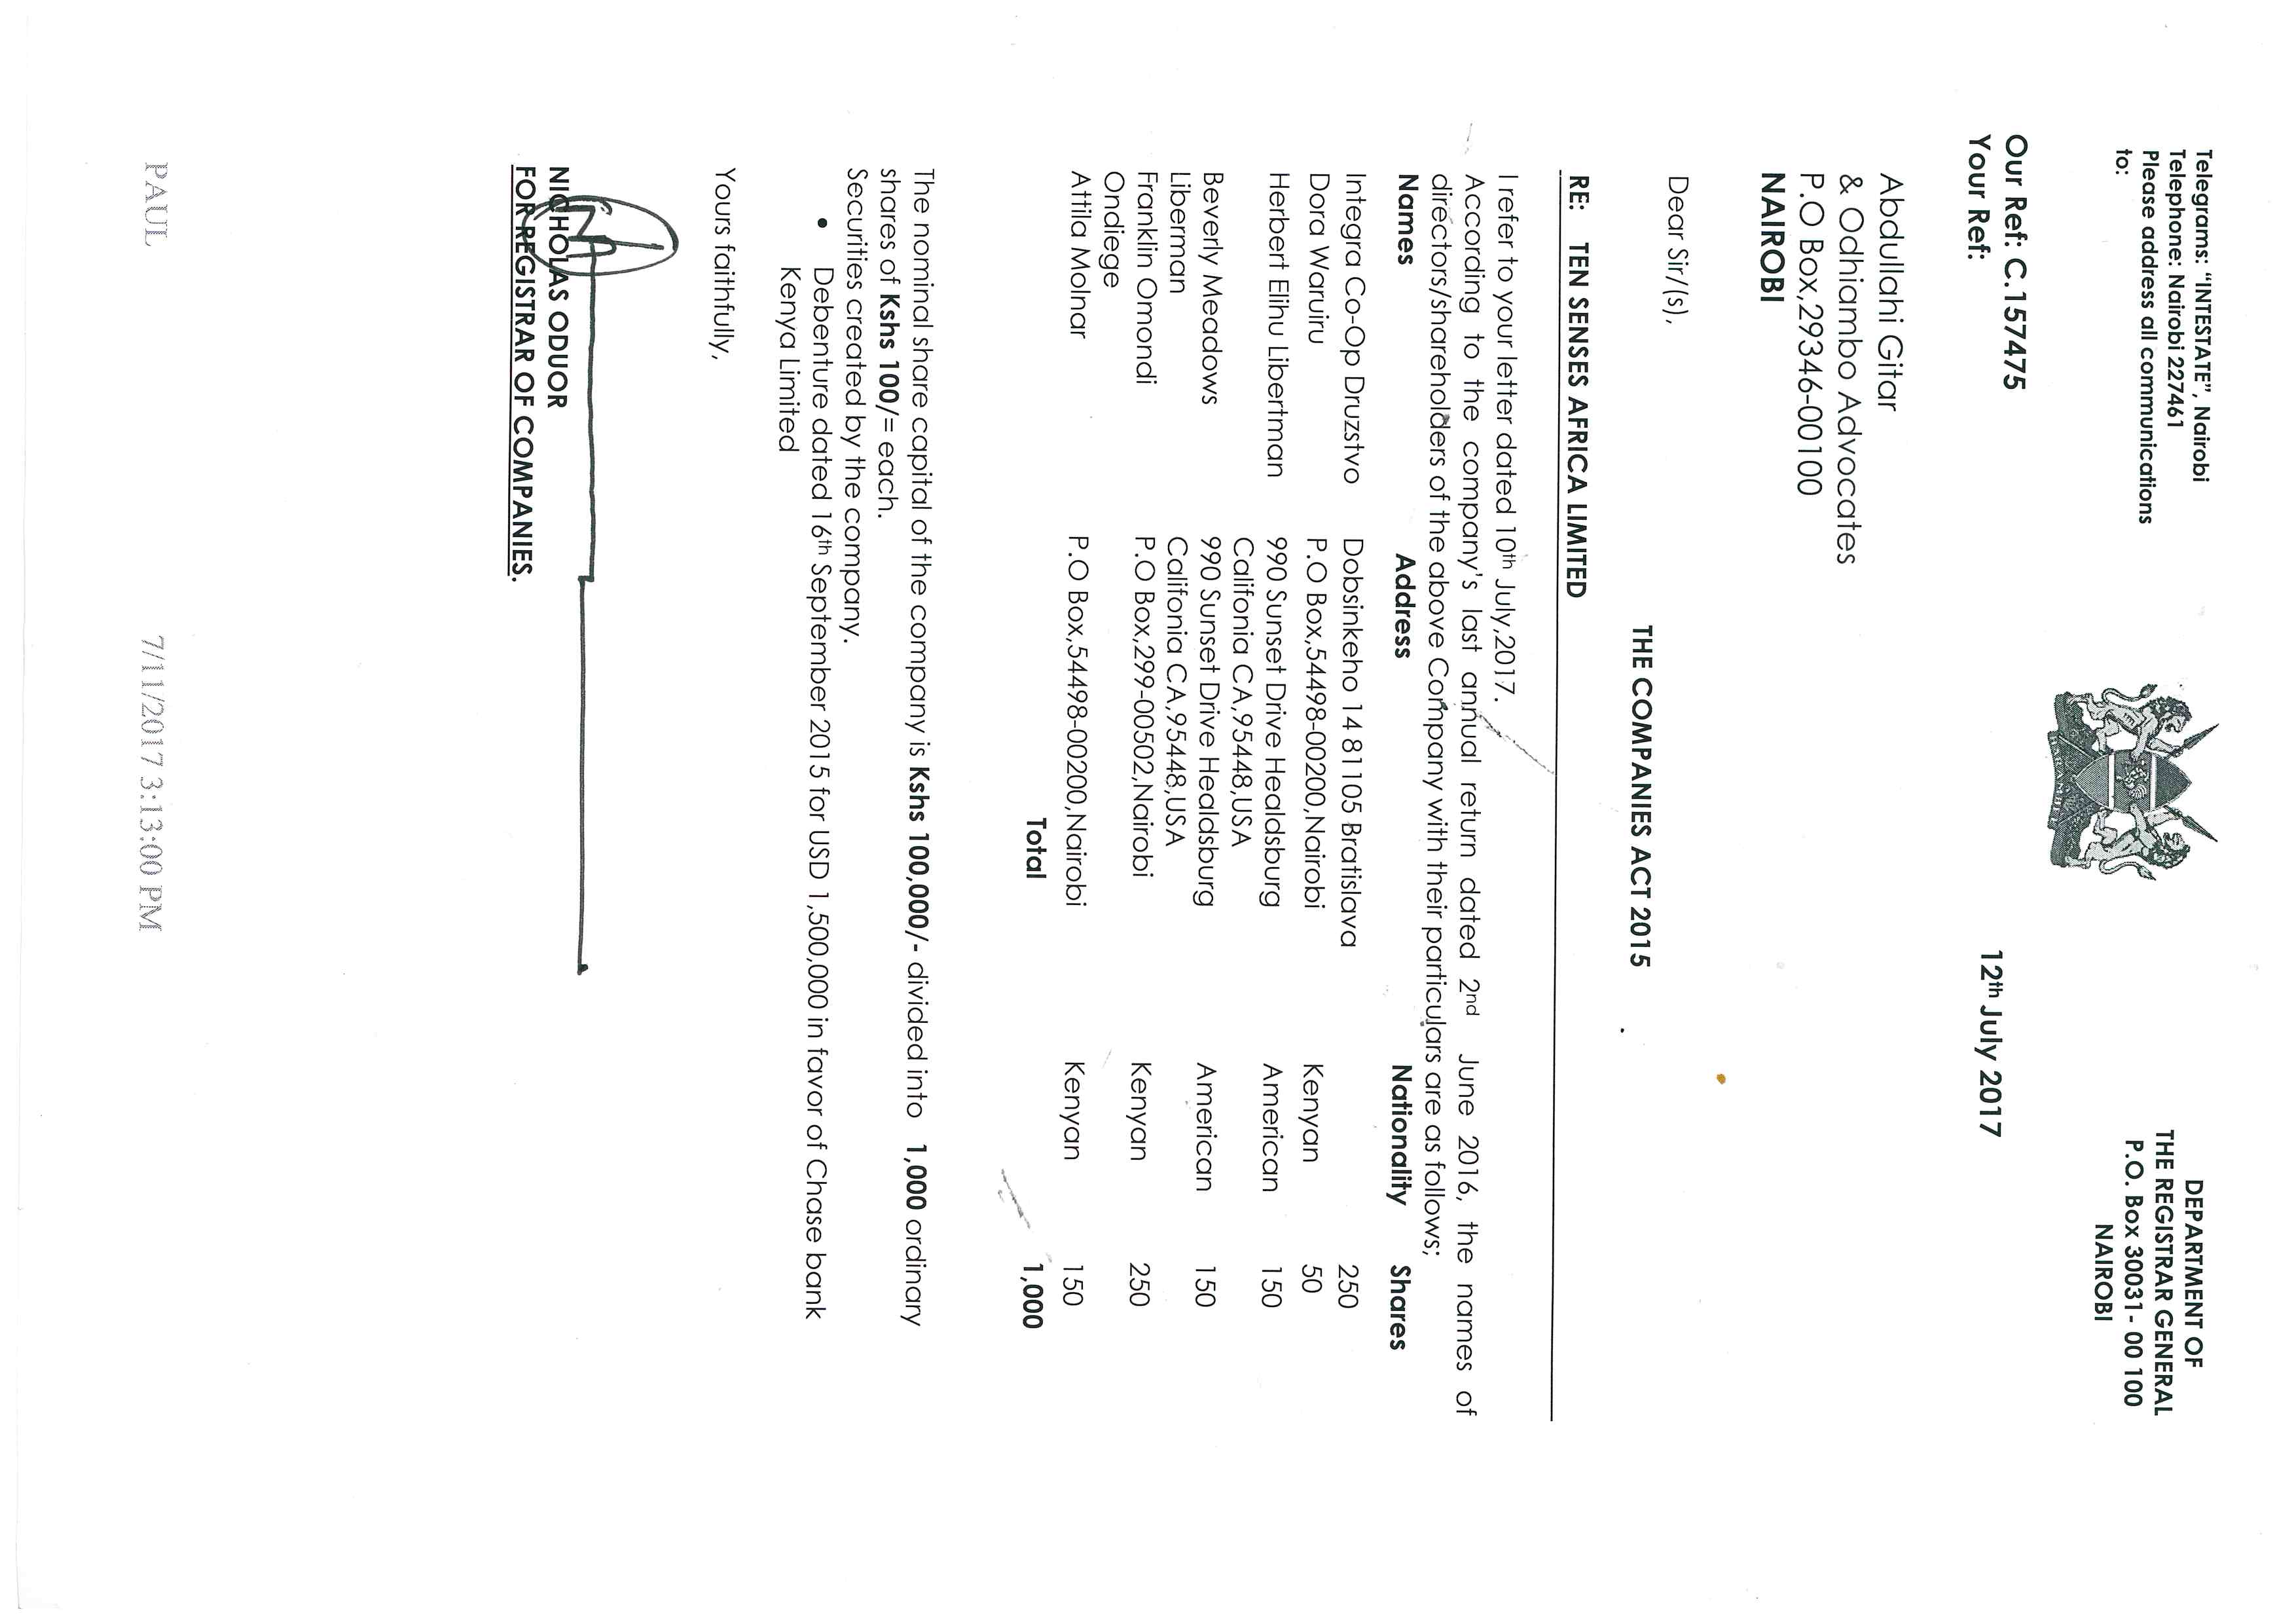 Telegrams: “INTESTATE”, Nairobi
Telephone: Nairobi 227461
Please address all communications
to:
HARAMBEE
DEPARTMENT OF
THE REGISTRAR GENERAL
P.O. Box 30031- 00 100
NAIROBI
Our Ref: C.157475
Your Ref:
12th July 2017
Abdullahi Gitar
& Odhiambo Advocates
P.O Box,29346-00100
NAIROBI
Dear Sir/(s),
THE COMPANIES ACT 2015
RE: TEN SENSES AFRICA LIMITED
I refer to your letter dated 10th July,2017.
According to the company’s last annual return dated 2nd June 2016, the names of
directors/shareholders of the above Company with their particulars are as follows;
Names Address Nationality Shares
Integra Co-Op Druzstvo Dobsinkeho 14 81105 Bratislava 250
Dora Waruiru P.O Box,54498-00200,Nairobi Kenyan 50
Herbert Elihu Libertman 990 Sunset Drive Healdsburg American 150
Califonia CA,95448,USA
Beverly Meadows 990 Sunset Drive Healdsburg American 150
Liberman Califonia CA,95448,USA
Franklin Omondi P.O Box,299-00502,Nairobi Kenyan 250
Ondiege
Attila Molnar P.O Box,54498-00200,Nairobi Kenyan 150
Total 1,000
The nominal share capital of the company is Kshs 100,000/- divided into 1,000 ordinary
shares of Kshs 100/= each.
Securities created by the company.
• Debenture dated 16th September 2015 for USD 1,500,000 in favor of Chase bank
Kenya Limited
Yours faithfully,
NICHOLAS ODUOR
FOR REGISTRAR OF COMPANIES.
PAUL 7/11/2017 3:13:00 PM